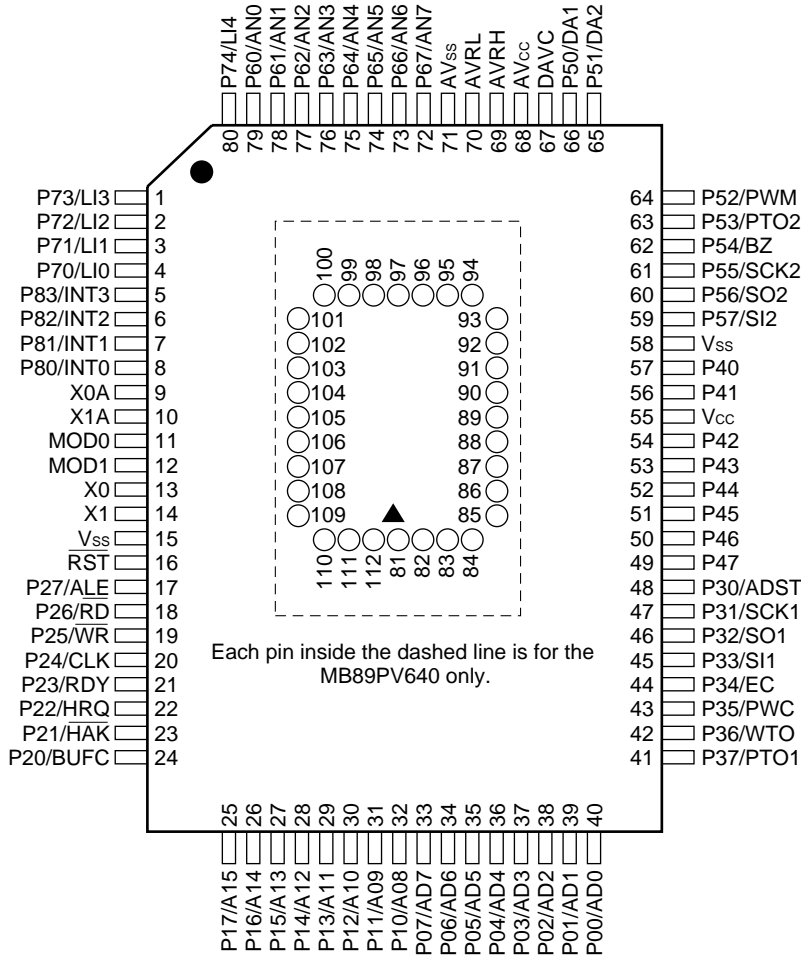 P74/LI4
P60/AN0
P61/AN1
P62/AN2
P63/AN3
P64/AN4
P65/AN5
P66/AN6
P67/AN7
AVss
AVRL
AVRH
AVcc
DAVC
P50/DA1
P51/DA2
80 79 78 77 76 75 74 73 72 71 70 69 68 67 66 65
P73/LI3 1
P72/LI2 2
P71/LI1 3
P70/LI0 4
P83/INT3 5
P82/INT2 6
P81/INT1 7
P80/INT0 8
X0A 9
X1A 10
MOD0 11
MOD1 12
X0 13
X1 14
Vss 15
R̅S̅T̅ 16
P27/ALE 17
P26/R̅D̅ 18
P25/W̅R̅ 19
P24/CLK 20
P23/RDY 21
P22/HRQ 22
P21/H̅A̅K̅ 23
P20/BUFC 24
100 99 98 97 96 95 94
101 93
102 92
103 91
104 90
105 89
106 88
107 87
108 86
109 85
110 111 112 81 82 83 84
Each pin inside the dashed line is for the
MB89PV640 only.
64 P52/PWM
63 P53/PTO2
62 P54/BZ
61 P55/SCK2
60 P56/SO2
59 P57/SI2
58 Vss
57 P40
56 P41
55 Vcc
54 P42
53 P43
52 P44
51 P45
50 P46
49 P47
48 P30/ADST
47 P31/SCK1
46 P32/SO1
45 P33/SI1
44 P34/EC
43 P35/PWC
42 P36/WTO
41 P37/PTO1
25 26 27 28 29 30 31 32 33 34 35 36 37 38 39 40
P17/A15
P16/A14
P15/A13
P14/A12
P13/A11
P12/A10
P11/A09
P10/A08
P07/AD7
P06/AD6
P05/AD5
P04/AD4
P03/AD3
P02/AD2
P01/AD1
P00/AD0